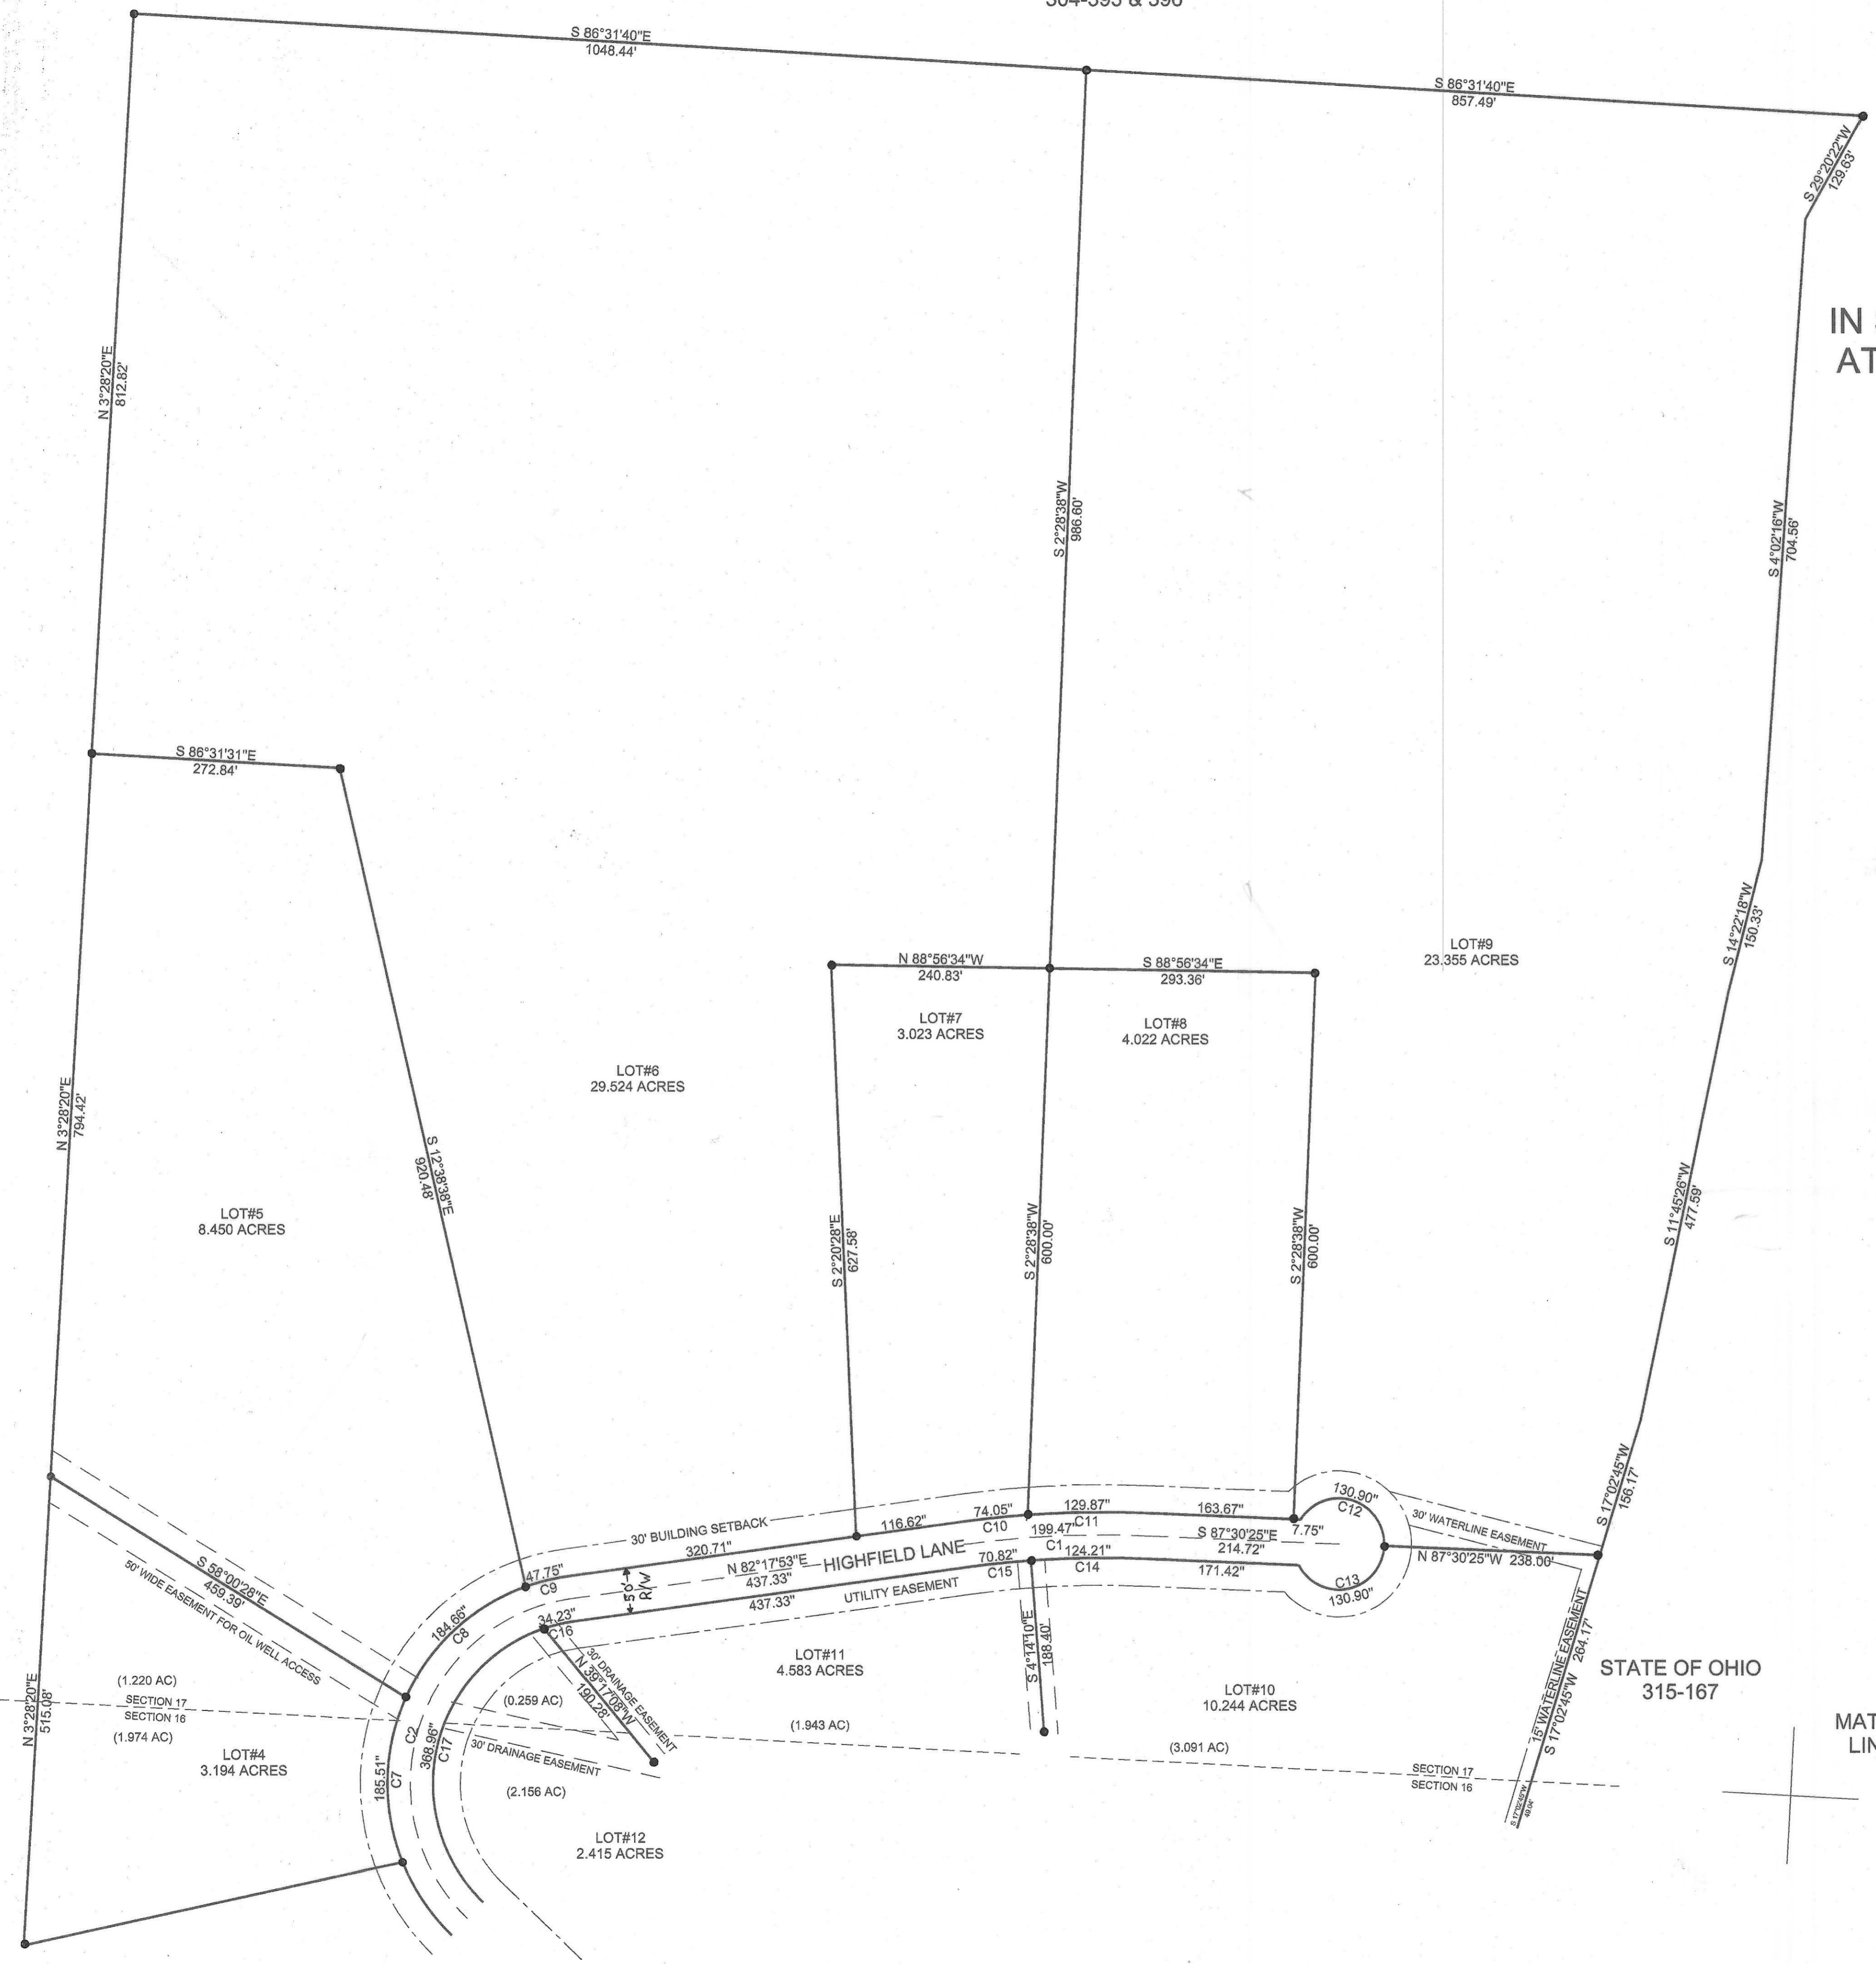 304-395 & 396
S 86°31'40"E
1048.44'
S 86°31'40"E
857.49'
S 29°20'22"W
129.63'
IN
AT
N 3°28'20"E
812.82'
S 2°28'38"W
986.60'
S 4°02'16"W
704.56'
S 86°31'31"E
272.84'
S 14°22'18"W
150.33'
LOT#9
23.355 ACRES
N 88°56'34"W
240.83'
S 88°56'34"E
293.36'
LOT#7
3.023 ACRES
LOT#8
4.022 ACRES
LOT#6
29.524 ACRES
N 3°28'20"E
794.42'
S 12°38'38"E
920.48'
LOT#5
8.450 ACRES
S 2°20'28"E
627.58'
S 2°28'38"W
600.00'
S 2°28'38"W
600.00'
S 11°45'26"W
477.59'
S 17°02'45"W
156.17'
130.90"
C12
30' WATERLINE EASEMENT
7.75"
163.67"
129.87"
C11
74.05"
C10
116.62"
30' BUILDING SETBACK
320.71"
47.75"
C9
N 82°17'53"E
437.33"
HIGHFIELD LANE
199.47"
C1
S 87°30'25"E
214.72"
N 87°30'25"W 238.00'
50'
R/W
437.33"
UTILITY EASEMENT
70.82"
C15
124.21"
C14
171.42"
C13
130.90"
34.23"
C16
S 58°00'28"E
459.39'
50' WIDE EASEMENT FOR OIL WELL ACCESS
184.66"
C8
30' DRAINAGE EASEMENT
N 39°17'08"W
190.28'
LOT#11
4.583 ACRES
S 4°14'10"E
188.40'
LOT#10
10.244 ACRES
15' WATERLINE EASEMENT
S 17°02'45"W 264.17'
STATE OF OHIO
315-167
N 3°28'20"E
515.08'
(1.220 AC)
SECTION 17
SECTION 16
(1.974 AC)
(0.259 AC)
(1.943 AC)
(3.091 AC)
MAT
LIN
C2
368.96"
C17
30' DRAINAGE EASEMENT
LOT#4
3.194 ACRES
185.51"
C7
(2.156 AC)
SECTION 17
SECTION 16
S 17°02'45"W
49.04'
LOT#12
2.415 ACRES